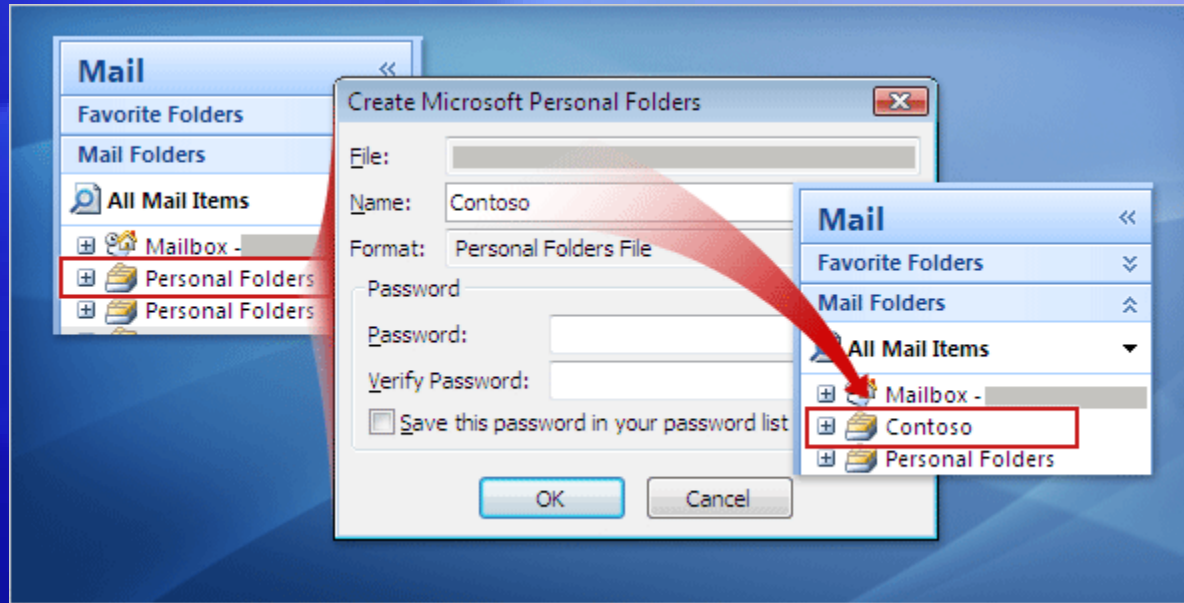 Mail
Favorite Folders
Mail Folders
All Mail Items
Mailbox -
Personal Folders
Personal Folders
Create Microsoft Personal Folders
File:
Name: Contoso
Format: Personal Folders File
Password
Password:
Verify Password:
Save this password in your password list
OK Cancel
Mail
Favorite Folders
Mail Folders
All Mail Items
Mailbox -
Contoso
Personal Folders